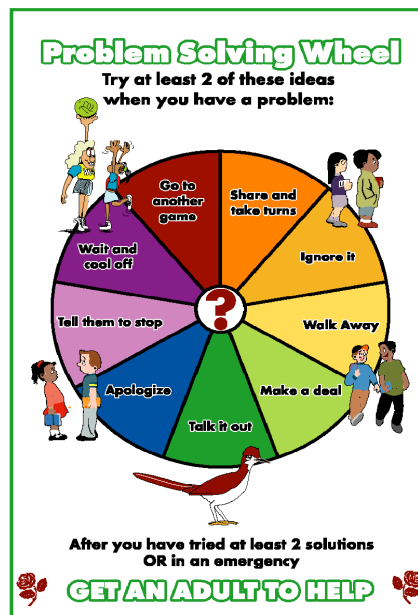 Problem Solving Wheel
Try at least 2 of these ideas
when you have a problem:
Go to
another
game
Share and
take turns
Wait and
cool off
Ignore it
?
Tell them to stop
Walk Away
Apologize
Make a deal
Talk it out
After you have tried at least 2 solutions
OR in an emergency
GET AN ADULT TO HELP